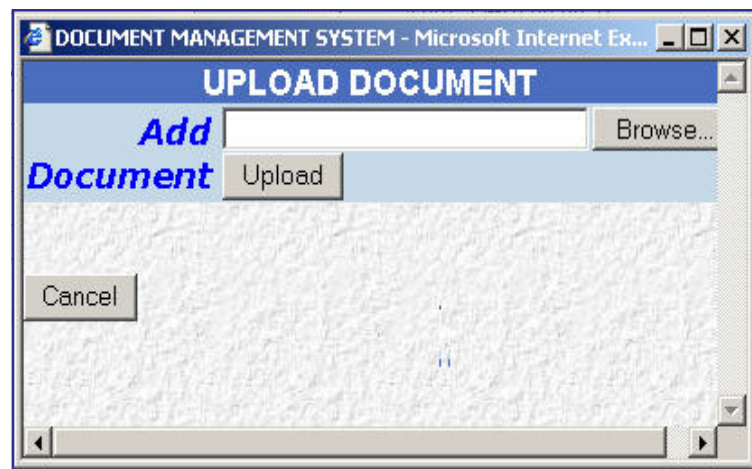 DOCUMENT MANAGEMENT SYSTEM - Microsoft Internet Ex...
UPLOAD DOCUMENT
Add Browse...
Document Upload
Cancel